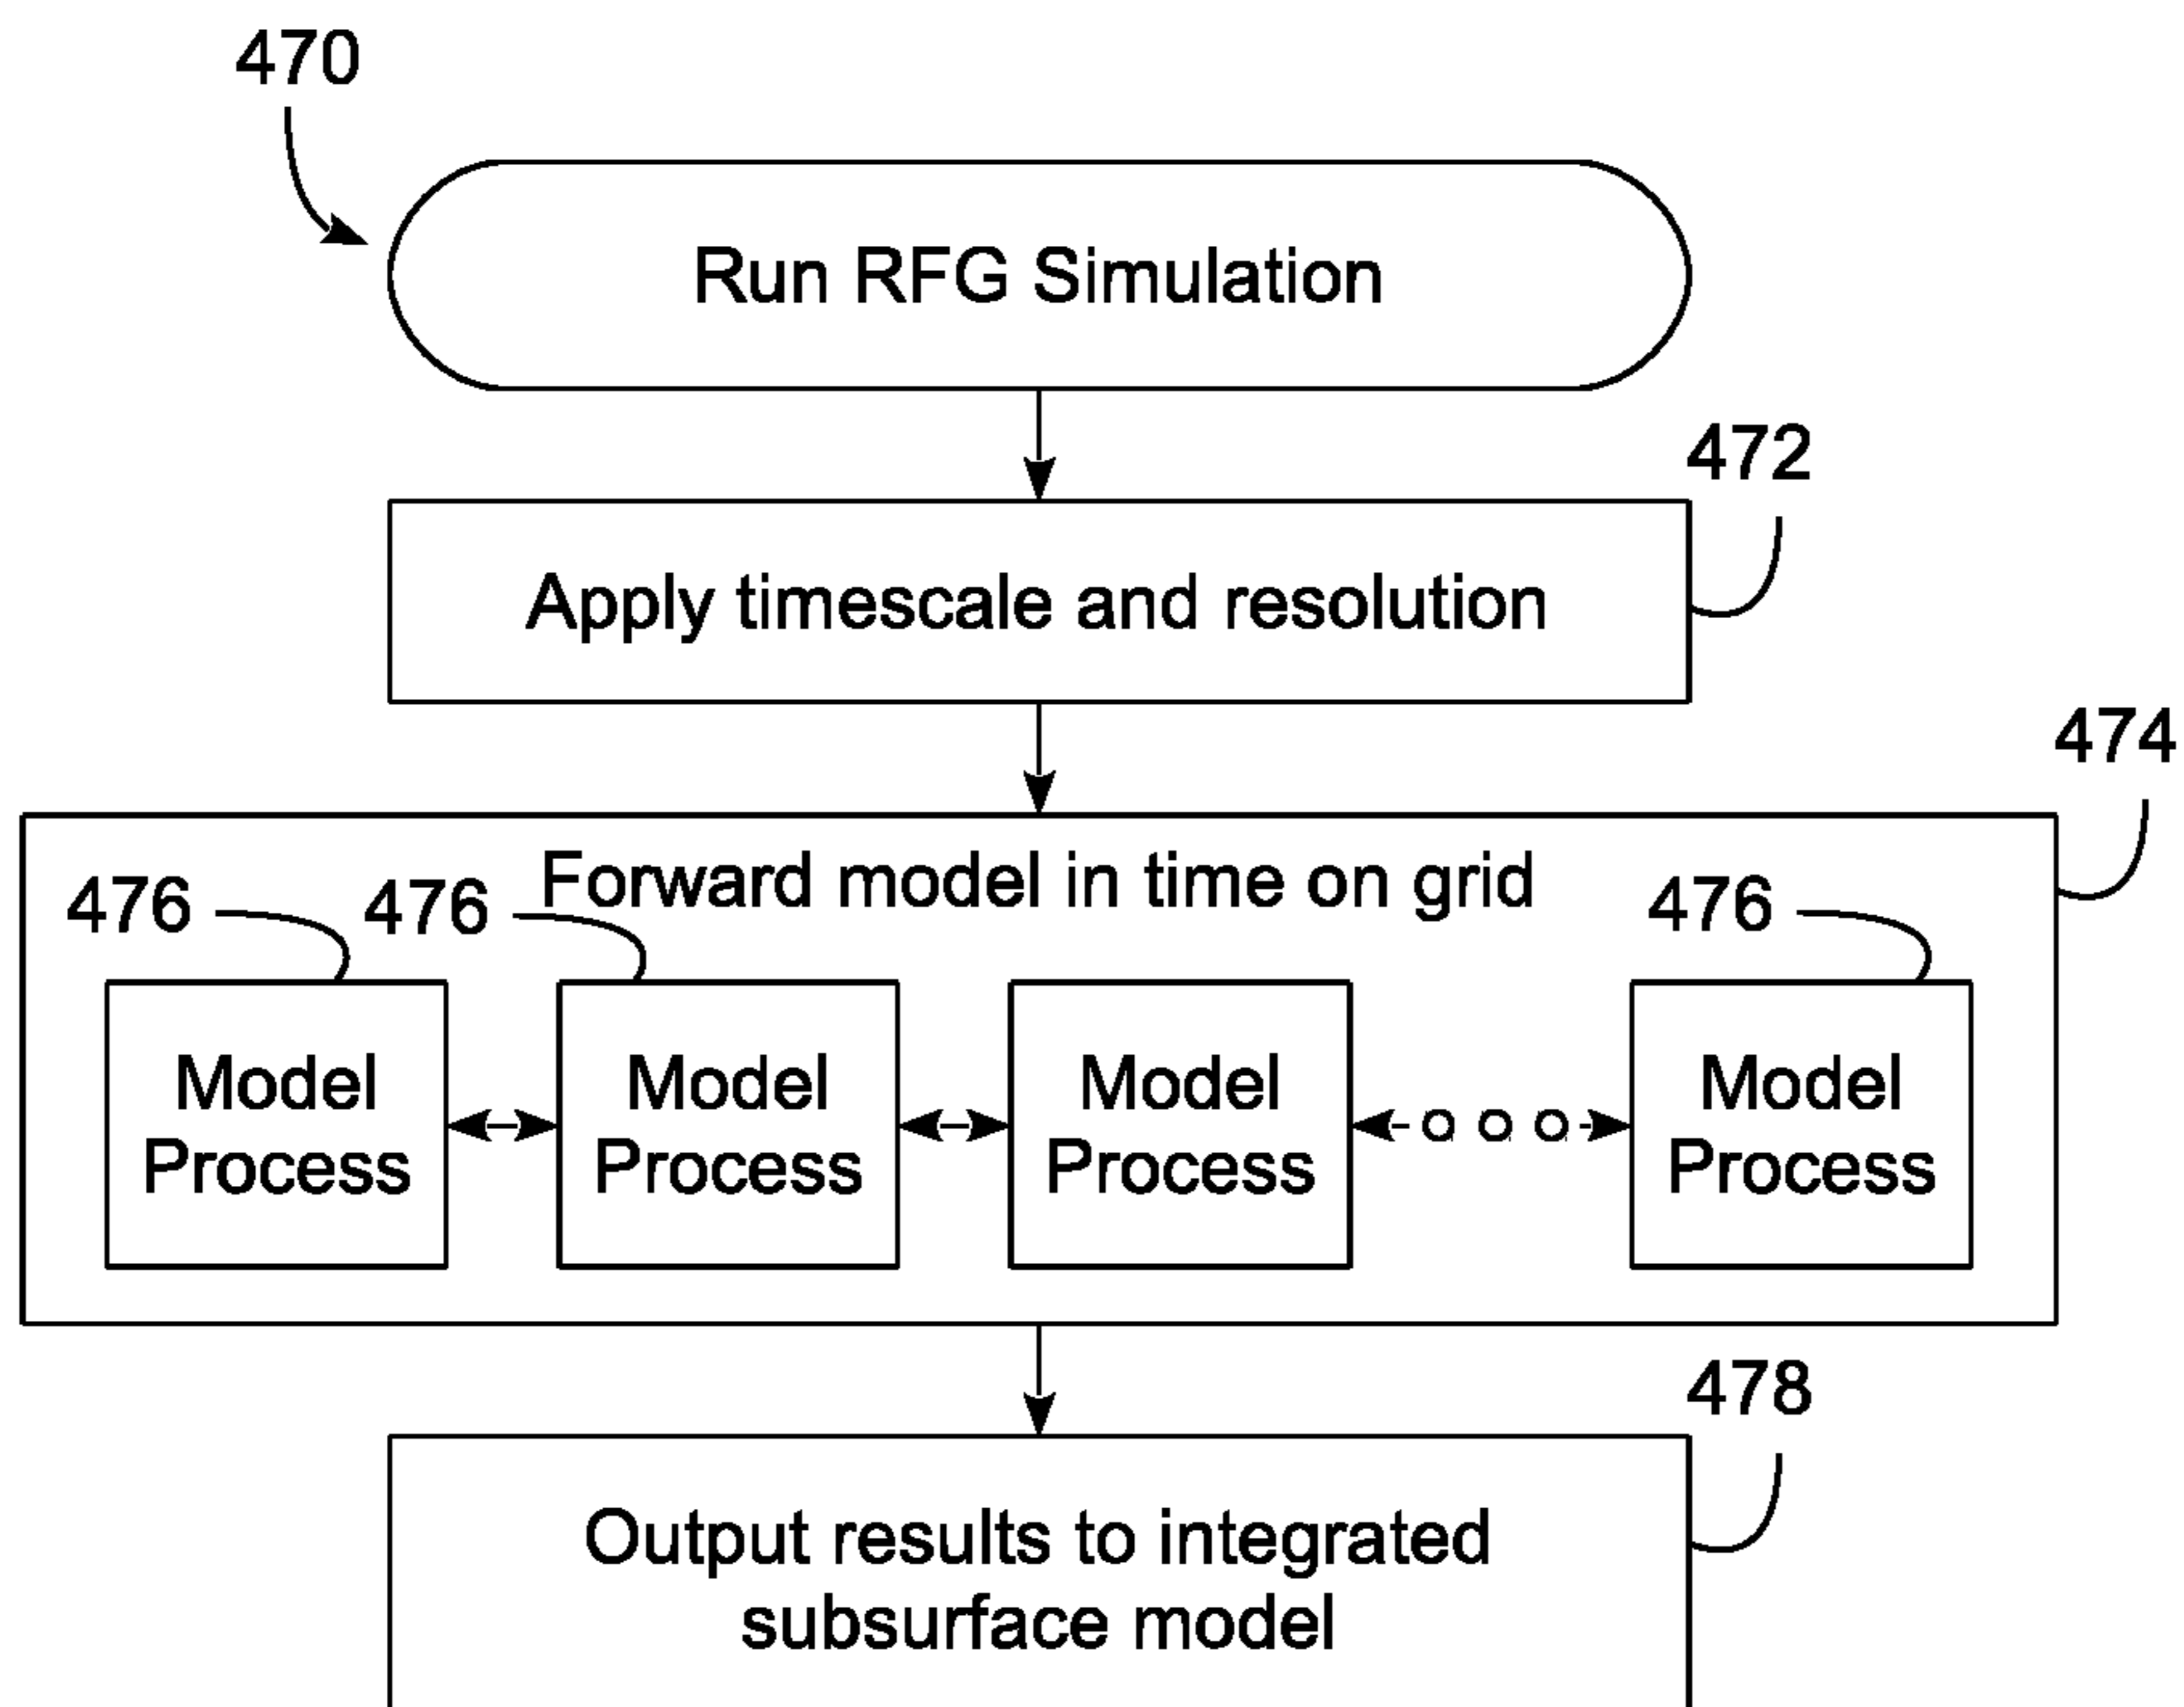 470
Run RFG Simulation
472
Apply timescale and resolution
474
Forward model in time on grid
476
476
476
Model
Process
Model
Process
Model
Process
Model
Process
478
Output results to integrated
subsurface model